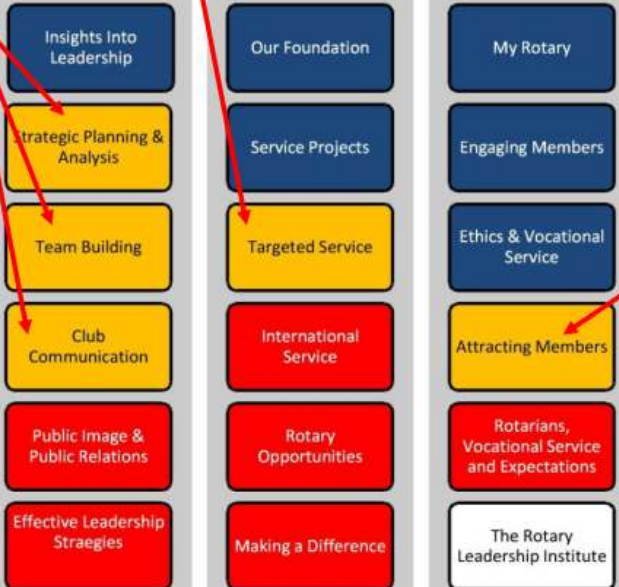 Insights Into
Leadership
Strategic Planning &
Analysis
Team Building
Club
Communication
Public Image &
Public Relations
Effective Leadership
Straegies
Our Foundation
Service Projects
Targeted Service
International
Service
Rotary
Opportunities
Making a Difference
My Rotary
Engaging Members
Ethics & Vocational
Service
Attracting Members
Rotarians,
Vocational Service
and Expectations
The Rotary
Leadership Institute